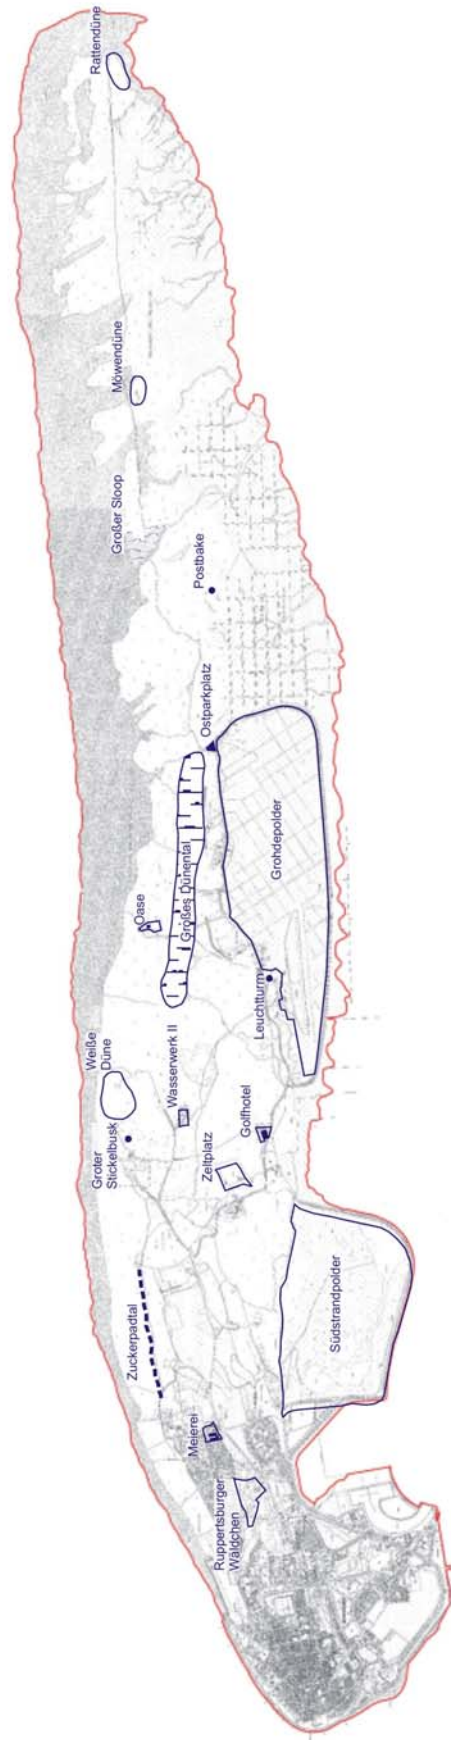 Rattendüne
Möwendüne
Großer Sloop
Postbake
Ostparkplatz
Großes Dünental
Grohdepolder
Oase
Leuchtturm
Weiße
Düne
Wasserwerk II
Groter
Stickelbusk
Golfhotel
Zeltplatz
Zuckerpadtal
Südstrandpolder
Meierei
Ruppertsburger
Wäldchen